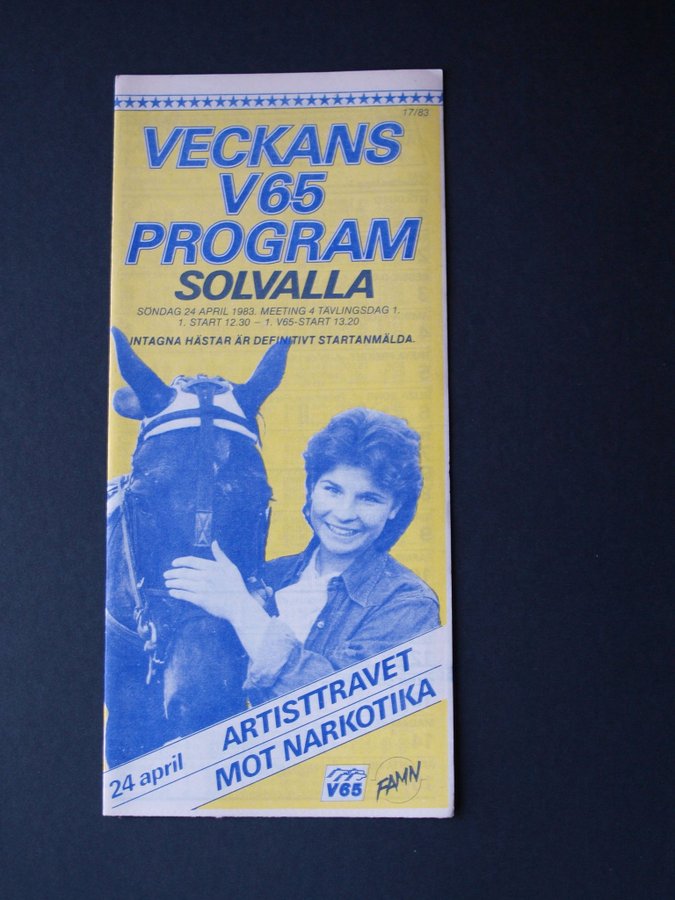 17/83
VECKANS
V65
PROGRAM
SOLVALLA
SÖNDAG 24 APRIL 1983. MEETING 4 TÄVLINGSDAG 1.
1. START 12.30 – 1. V65-START 13.20
INTAGNA HÄSTAR ÄR DEFINITIVT STARTANMÄLDA.
24 april
ARTISTTRAVET
MOT NARKOTIKA
V65
FAMN